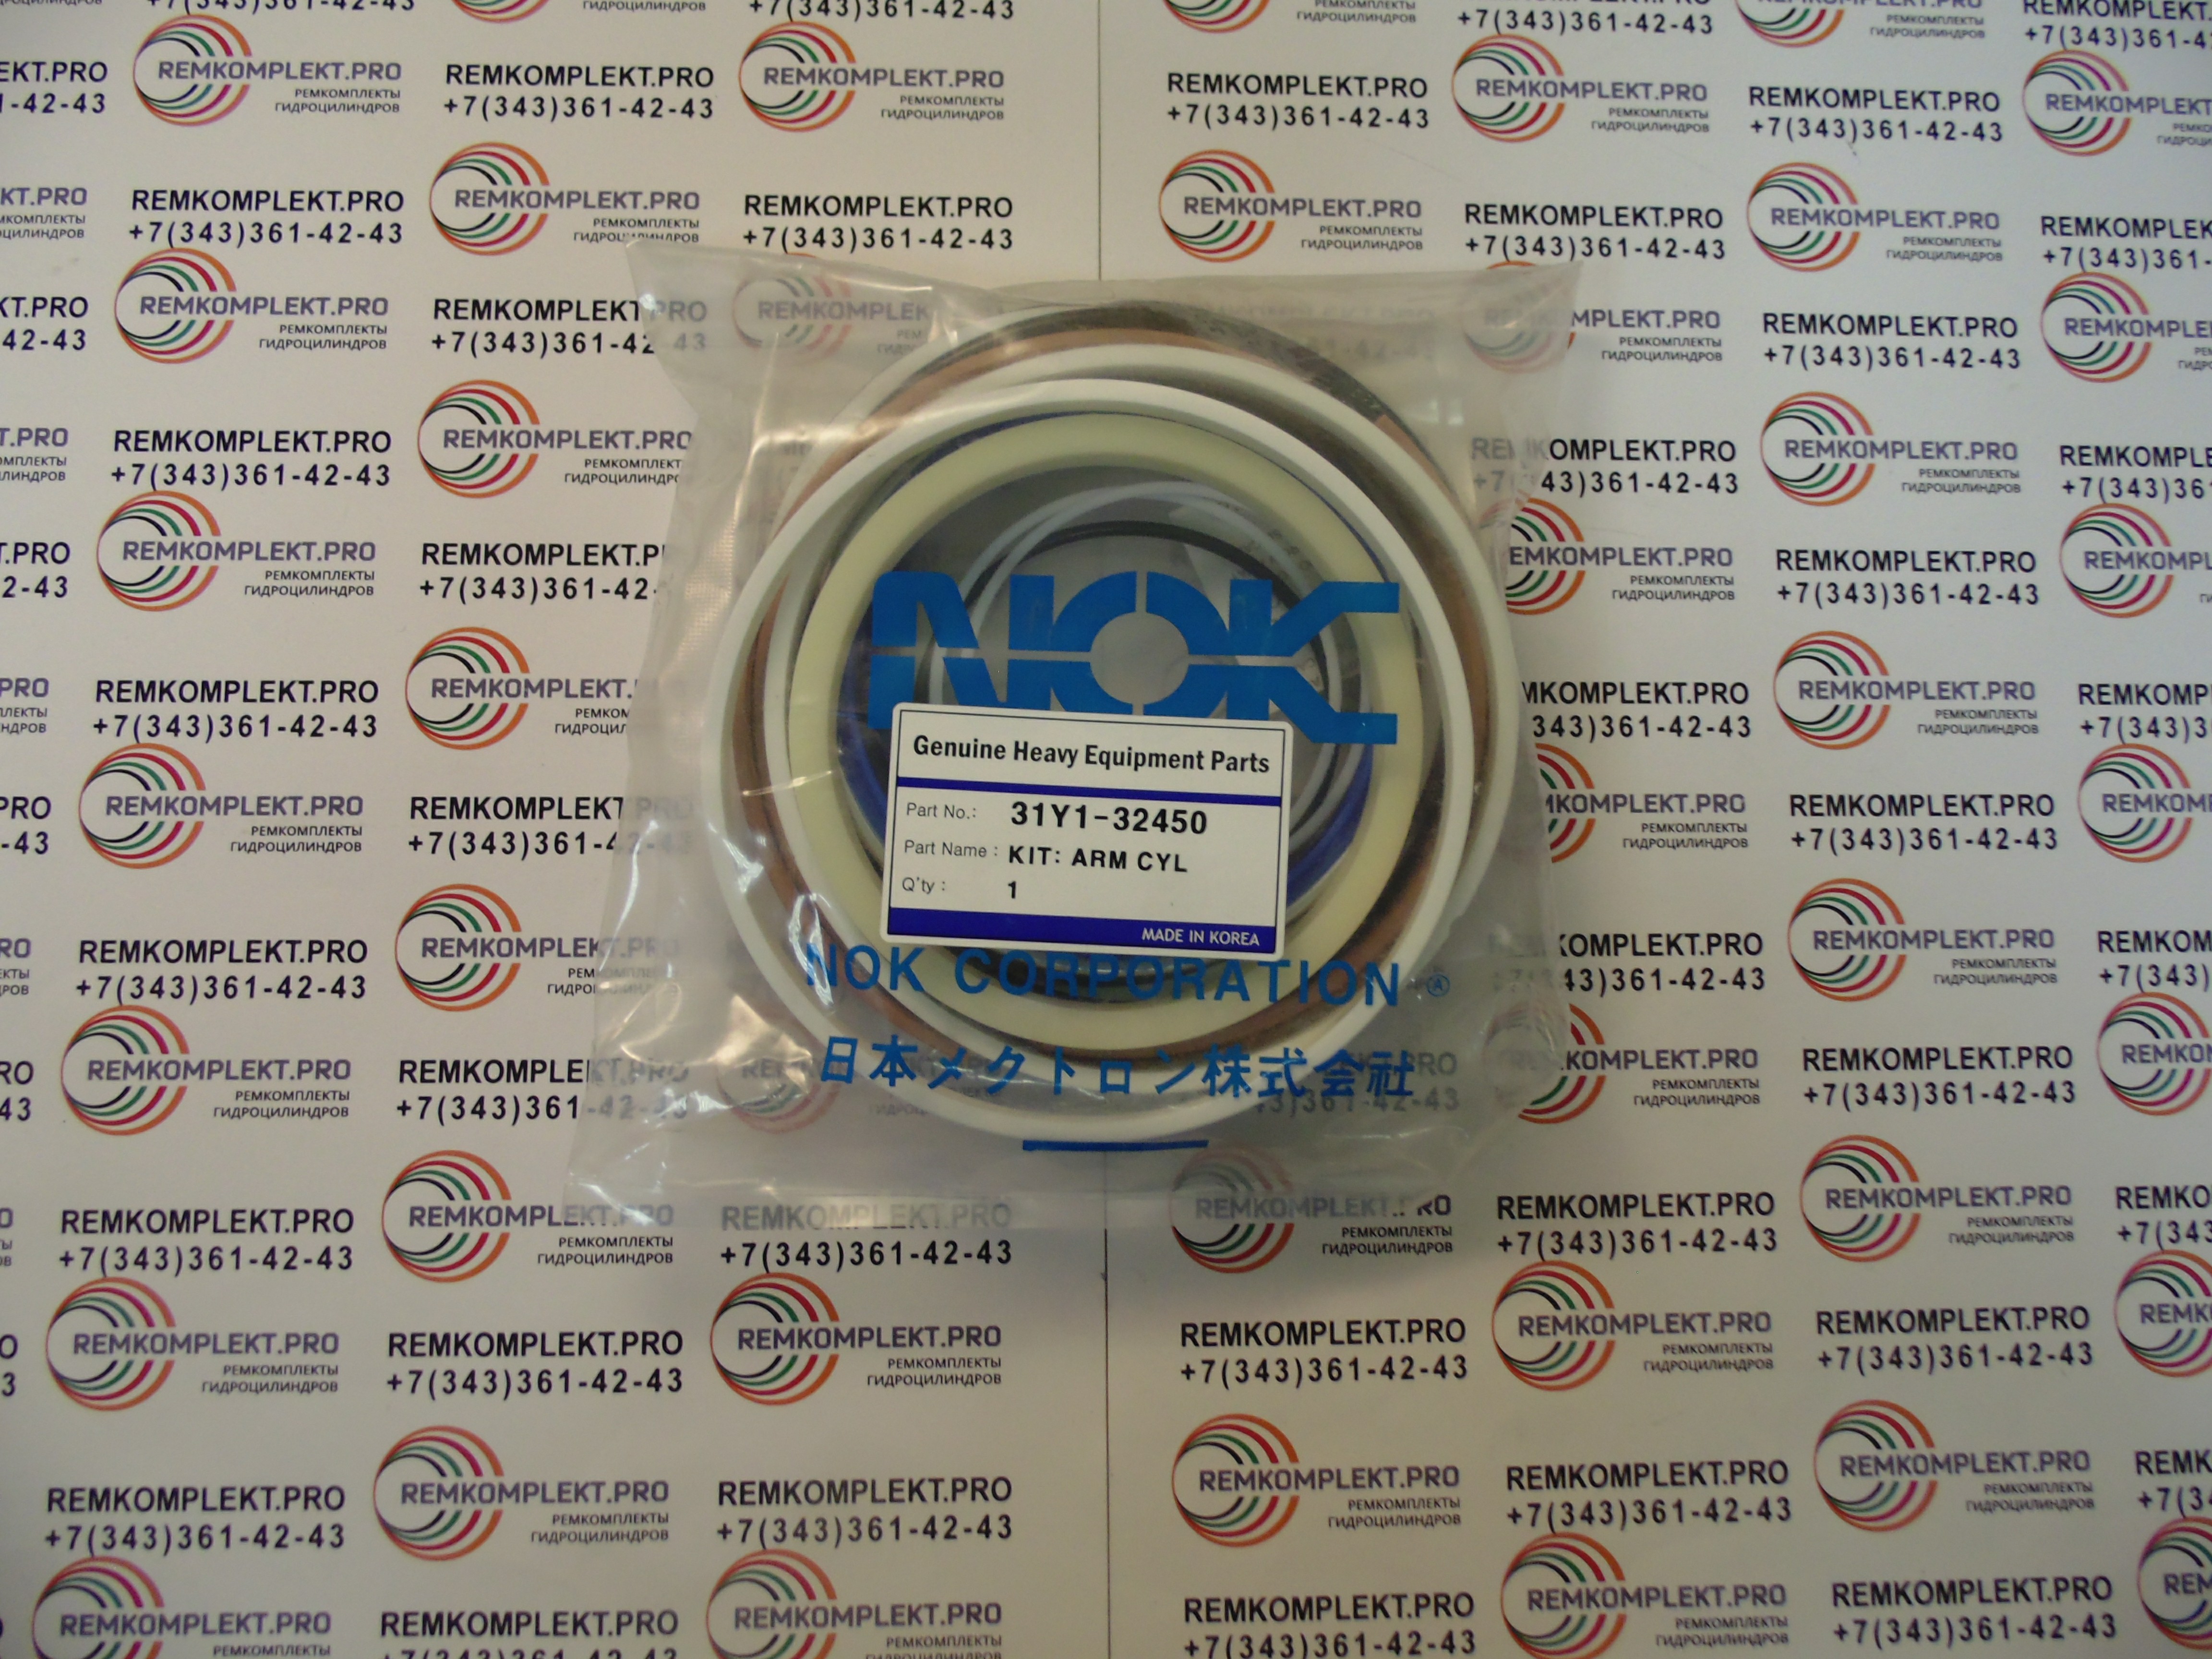 NOK
Genuine Heavy Equipment Parts
Part No.: 31Y1-32450
Part Name : KIT: ARM CYL
Q'ty : 1
MADE IN KOREA
NOK CORPORATION
日本メクトロン株式会社
REMKOMPLEKT.PRO
+7(343)361-42-43
REMKOMPLEKT.PRO
РЕМКОМПЛЕКТЫ
ГИДРОЦИЛИНДРОВ